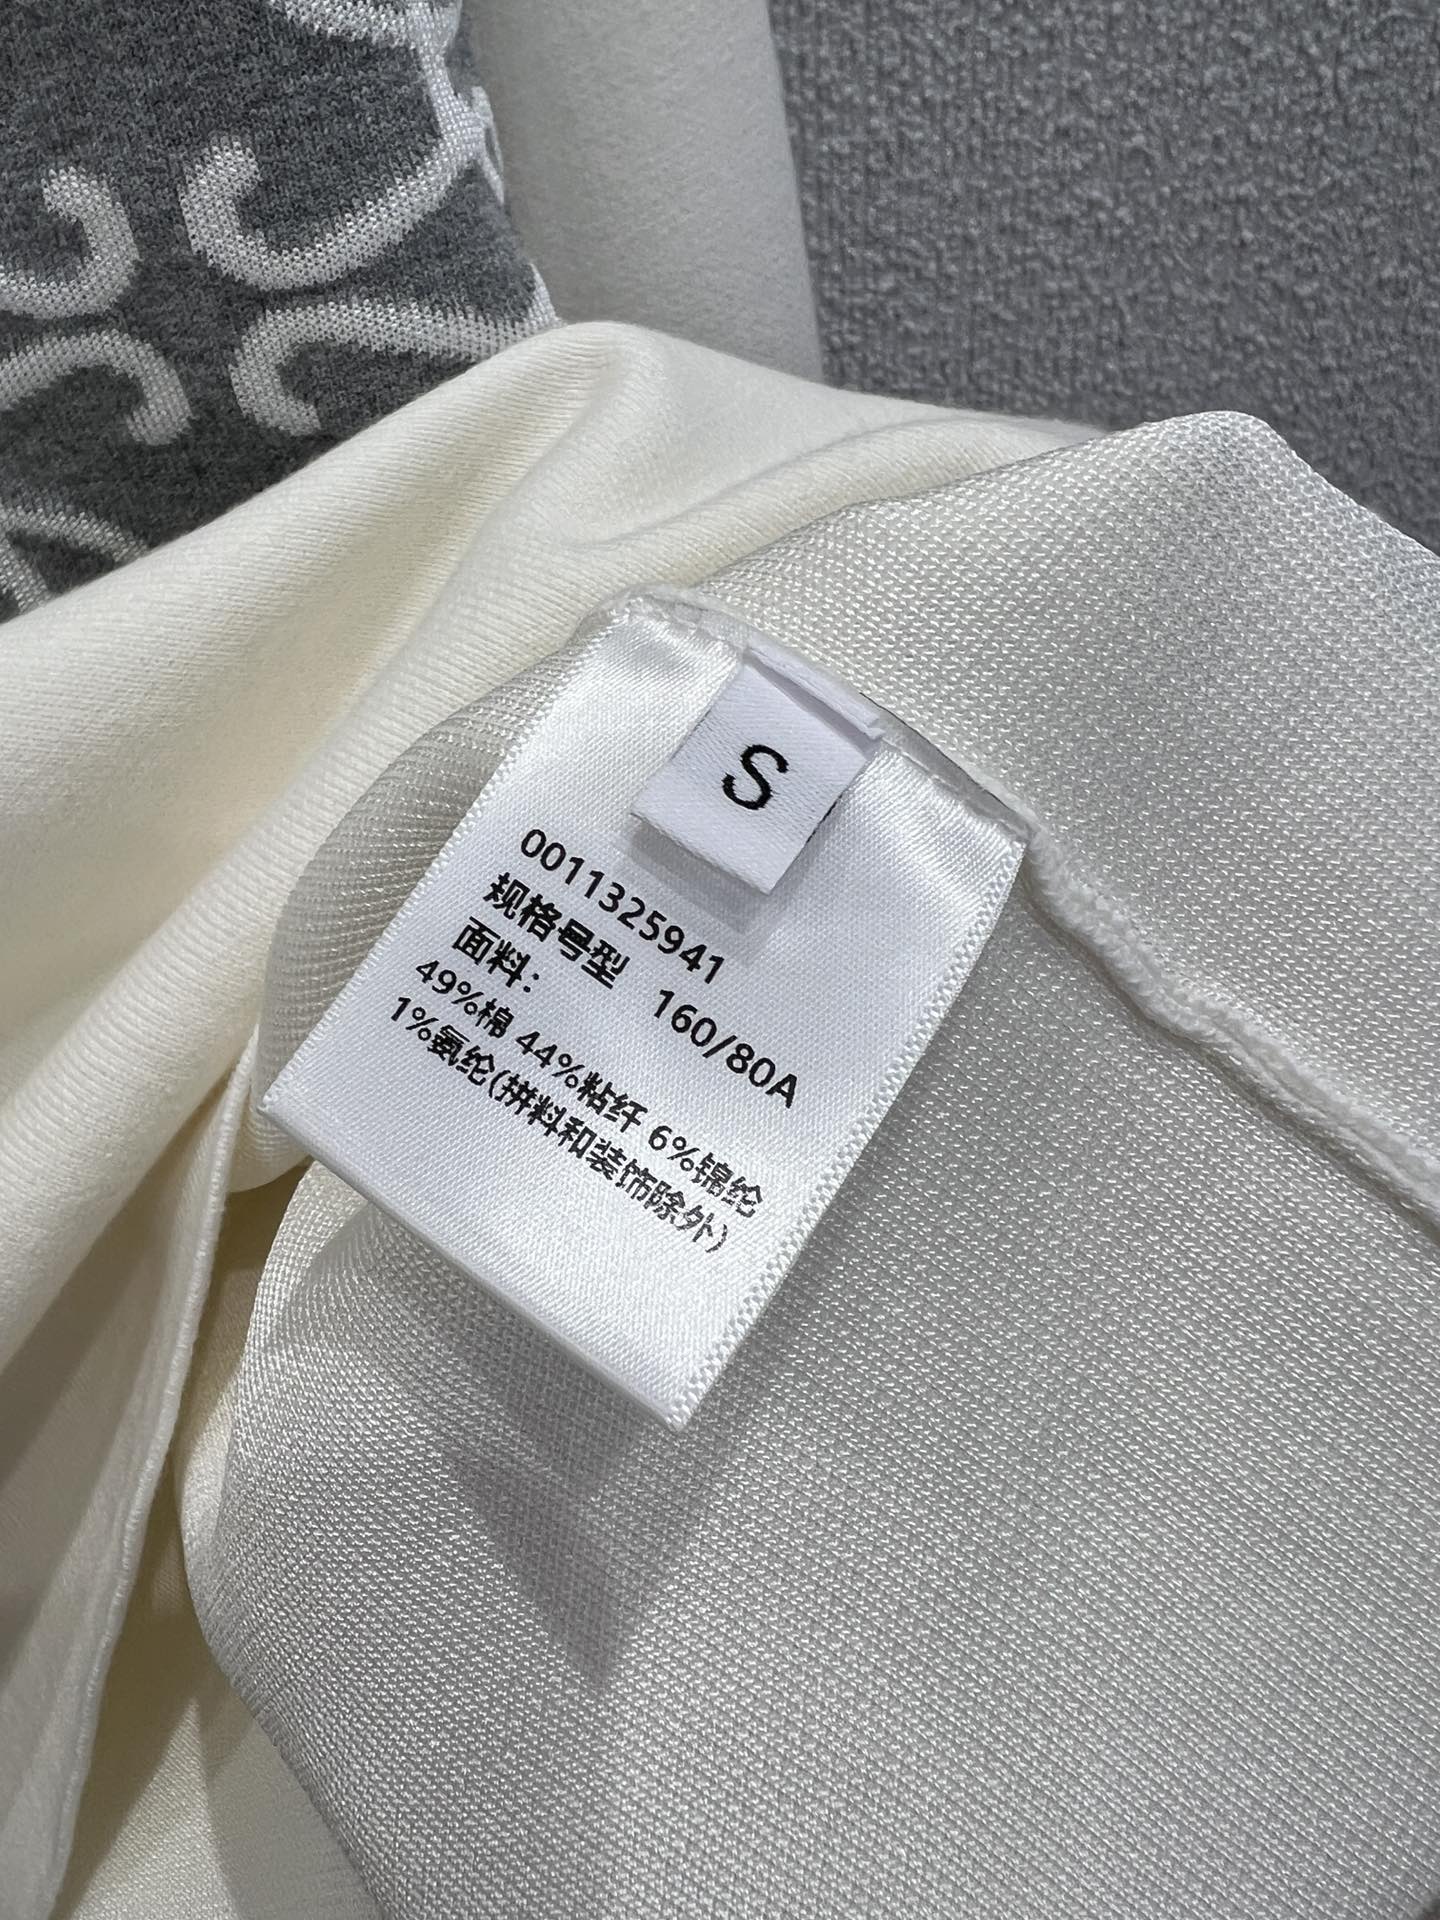 S
0011325941
规格号型 160/80A
面料：
49%棉 44%粘纤 6%锦纶
1%氨纶(拼料和装饰除外)